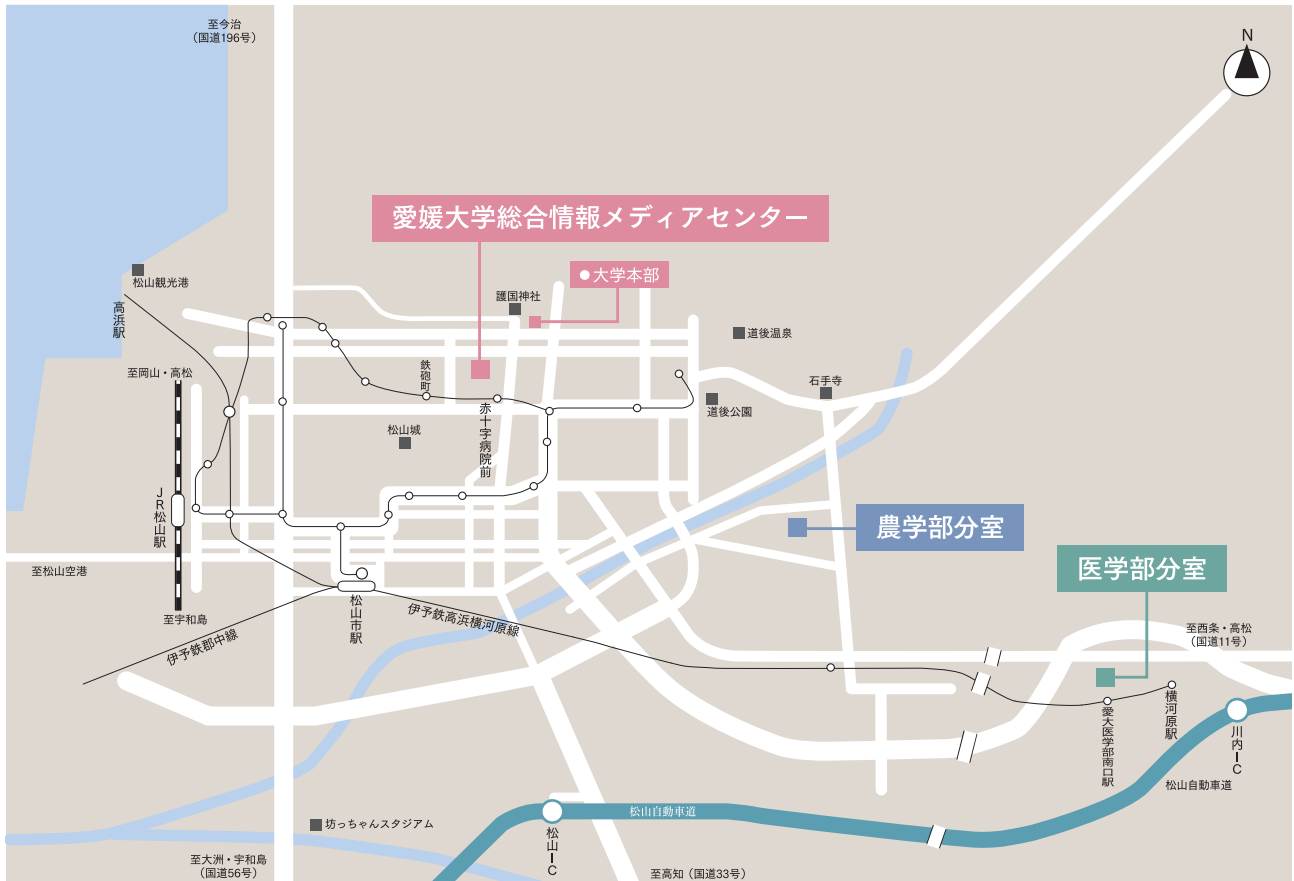 至今治
（国道196号）
N
愛媛大学総合情報メディアセンター
●大学本部
松山観光港
護国神社
高浜駅
道後温泉
至岡山・高松
鉄砲町
石手寺
赤十字病院前
道後公園
松山城
JR松山駅
農学部分室
医学部分室
至松山空港
松山市駅
伊予鉄高浜横河原線
至宇和島
伊予鉄郡中線
至西条・高松
（国道11号）
愛大医学部南口駅
横河原駅
川内IC
松山自動車道
松山自動車道
坊っちゃんスタジアム
松山IC
至大洲・宇和島
（国道56号）
至高知（国道33号）